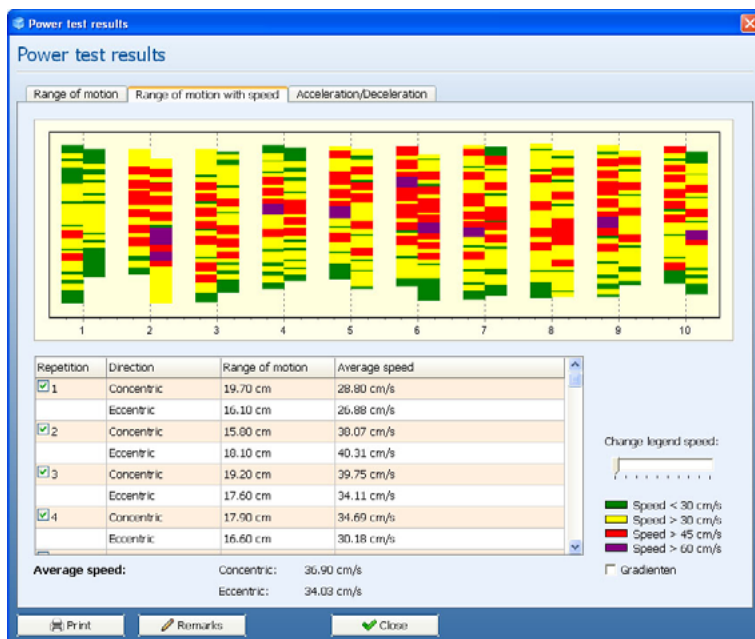 Power test results
Power test results
Range of motion Range of motion with speed Acceleration/Deceleration
1 2 3 4 5 6 7 8 9 10
Repetition Direction Range of motion Average speed
1 Concentric 19.70 cm 28.80 cm/s
Eccentric 16.10 cm 26.88 cm/s
2 Concentric 15.80 cm 38.07 cm/s
Eccentric 18.10 cm 40.31 cm/s
3 Concentric 19.20 cm 39.75 cm/s
Eccentric 17.60 cm 34.11 cm/s
4 Concentric 17.90 cm 34.69 cm/s
Eccentric 16.60 cm 30.18 cm/s
Change legend speed:
Speed < 30 cm/s
Speed > 30 cm/s
Speed > 45 cm/s
Speed > 60 cm/s
Gradienten
Average speed: Concentric: 36.90 cm/s
Eccentric: 34.03 cm/s
Print Remarks Close